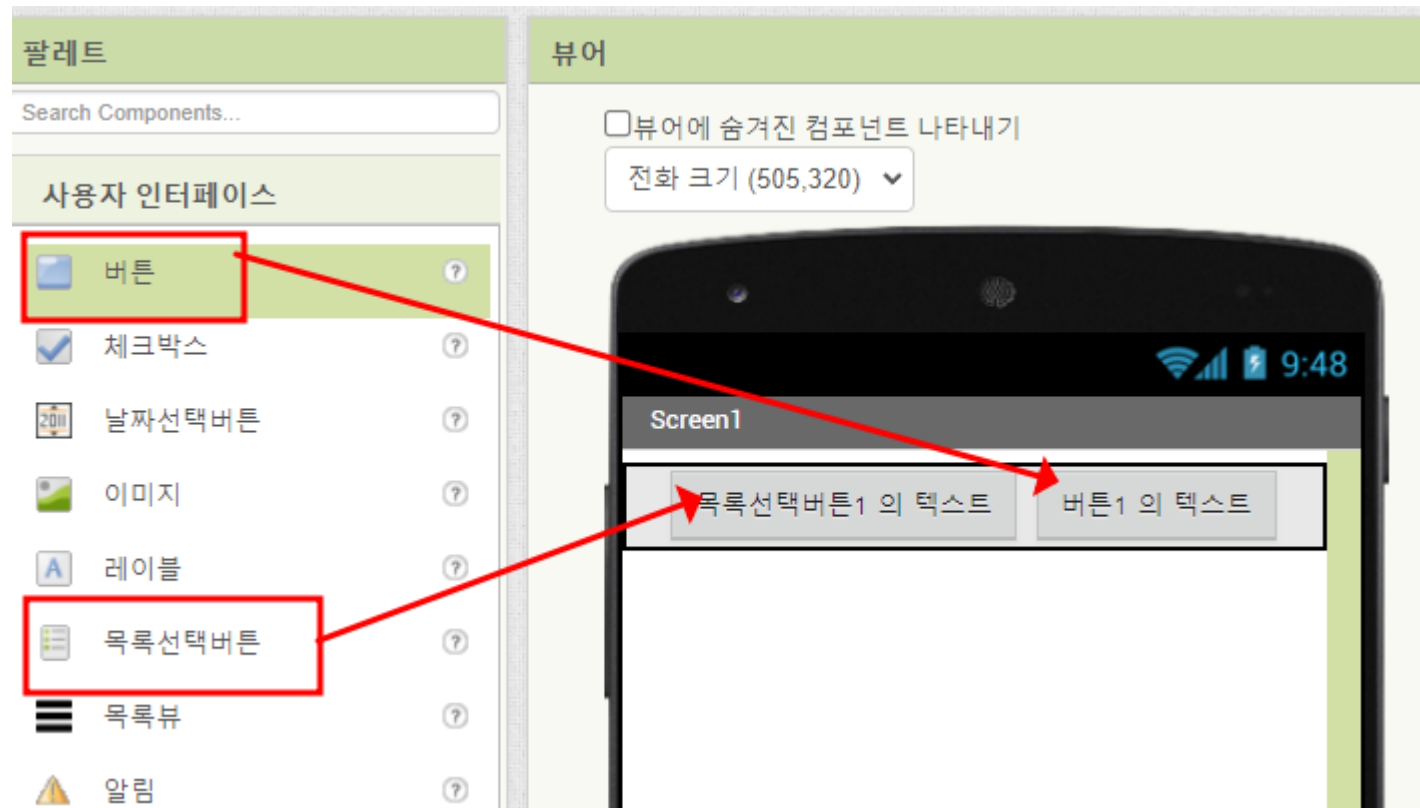 팔레트
Search Components...
사용자 인터페이스
버튼
체크박스
2011
날짜선택버튼
이미지
A
레이블
목록선택버튼
목록뷰
알림
뷰어
뷰어에 숨겨진 컴포넌트 나타내기
전화 크기 (505,320)
9:48
Screen1
목록선택버튼1 의 텍스트
버튼1 의 텍스트